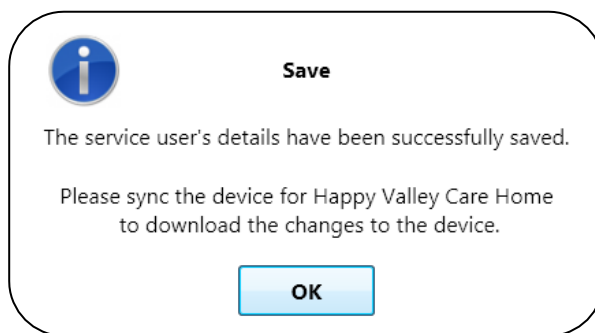 Save
The service user's details have been successfully saved.
Please sync the device for Happy Valley Care Home
to download the changes to the device.
OK